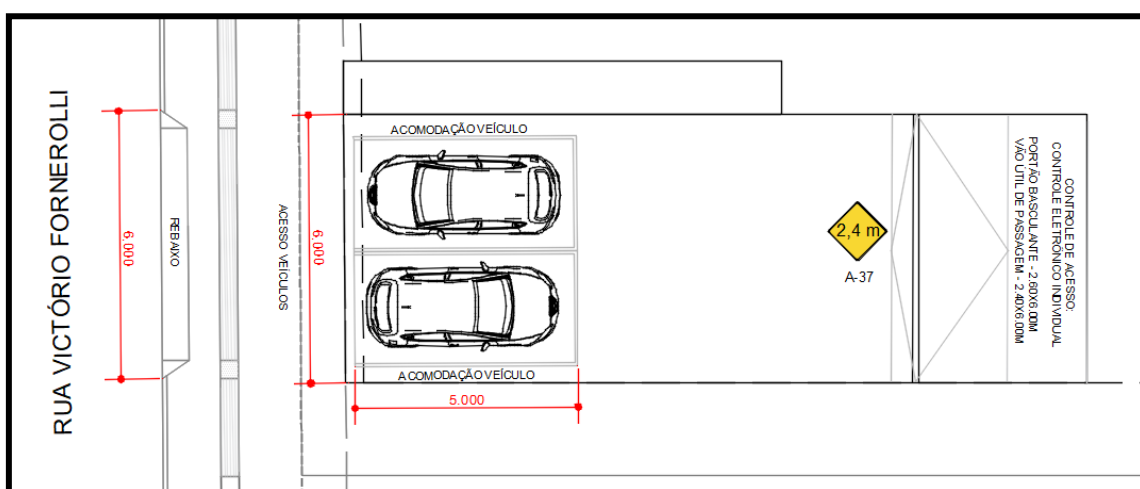 RUA VICTÓRIO FORNEROLLI
6.000
REBAIXO
ACESSO VEÍCULOS
6.000
ACOMODAÇÃO VEÍCULO
ACOMODAÇÃO VEÍCULO
5.000
2,4 m
A-37
CONTROLE DE ACESSO:
CONTROLE ELETRÔNICO INDIVIDUAL
PORTÃO BASCULANTE - 2.60X6.00M
VÃO ÚTIL DE PASSAGEM - 2.40X6.00M